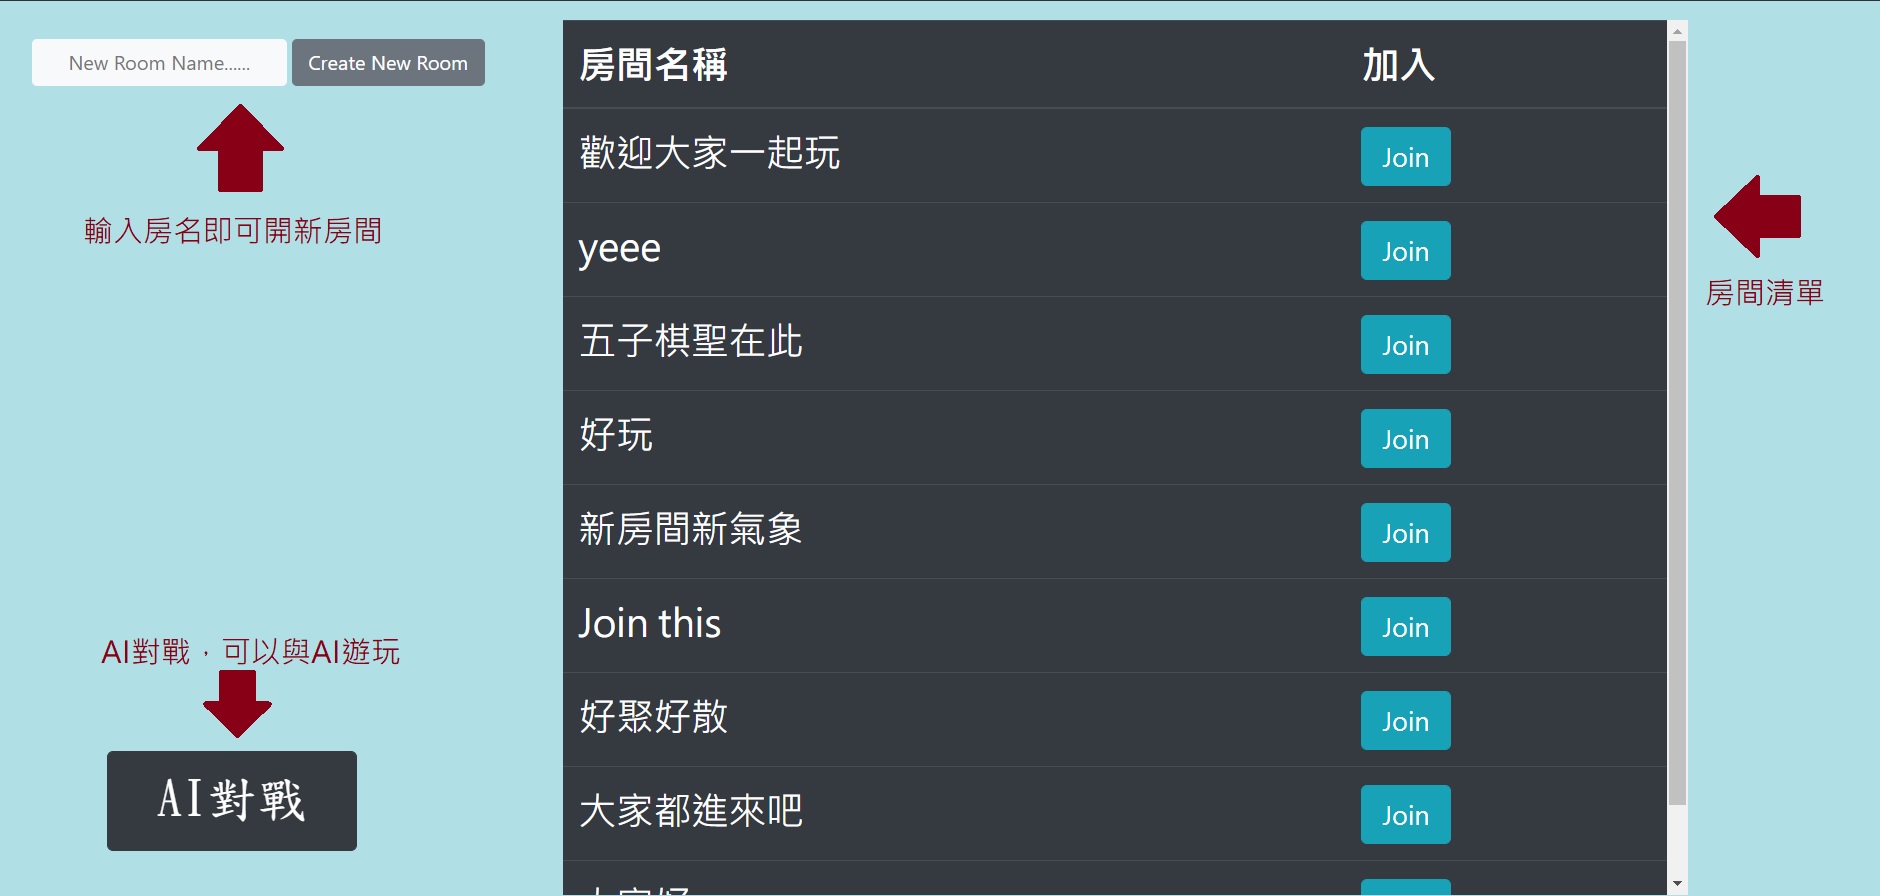 New Room Name......
Create New Room
輸入房名即可開新房間
AI對戰，可以與AI遊玩
AI對戰
房間名稱 加入
歡迎大家一起玩 Join
yeee Join
五子棋聖在此 Join
好玩 Join
新房間新氣象 Join
Join this Join
好聚好散 Join
大家都進來吧 Join
房間清單